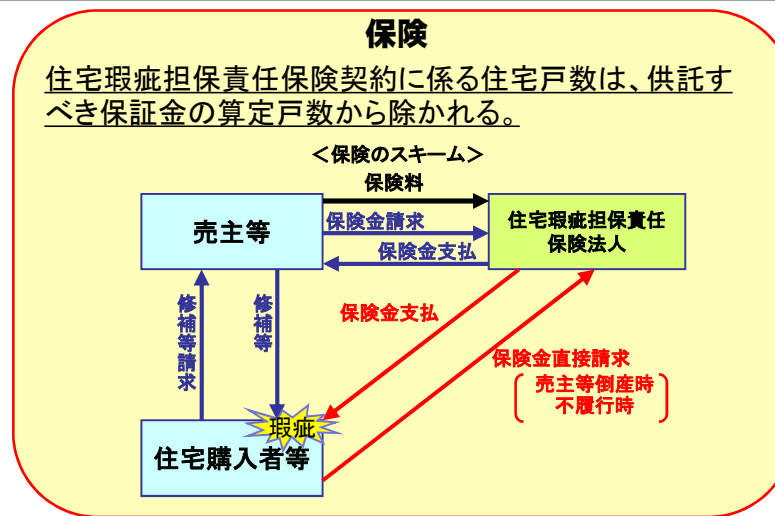 保険
住宅瑕疵担保責任保険契約に係る住宅戸数は、供託す
べき保証金の算定戸数から除かれる。
＜保険のスキーム＞
保険料
売主等
保険金請求
保険金支払
住宅瑕疵担保責任
保険法人
修補等請求
修補等
保険金支払
保険金直接請求
売主等倒産時
不履行時
瑕疵
住宅購入者等